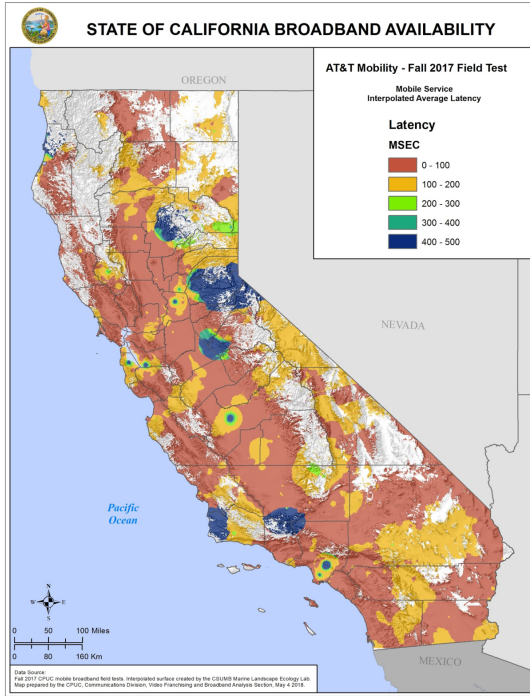 STATE OF CALIFORNIA BROADBAND AVAILABILITY
AT&T Mobility - Fall 2017 Field Test
Mobile Service
Interpolated Average Latency
Latency
MSEC
0 - 100
100 - 200
200 - 300
300 - 400
400 - 500
OREGON
NEVADA
Pacific
Ocean
N
W E
S
0 50 100 Miles
0 80 160 Km
MEXICO
Data Source:
Fall 2017 CPUC mobile broadband field tests. Interpolated surface created by the CSUMB Marine Landscape Ecology Lab.
Map prepared by the CPUC, Communications Division, Video Franchising and Broadband Analysis Section, May 4 2018.